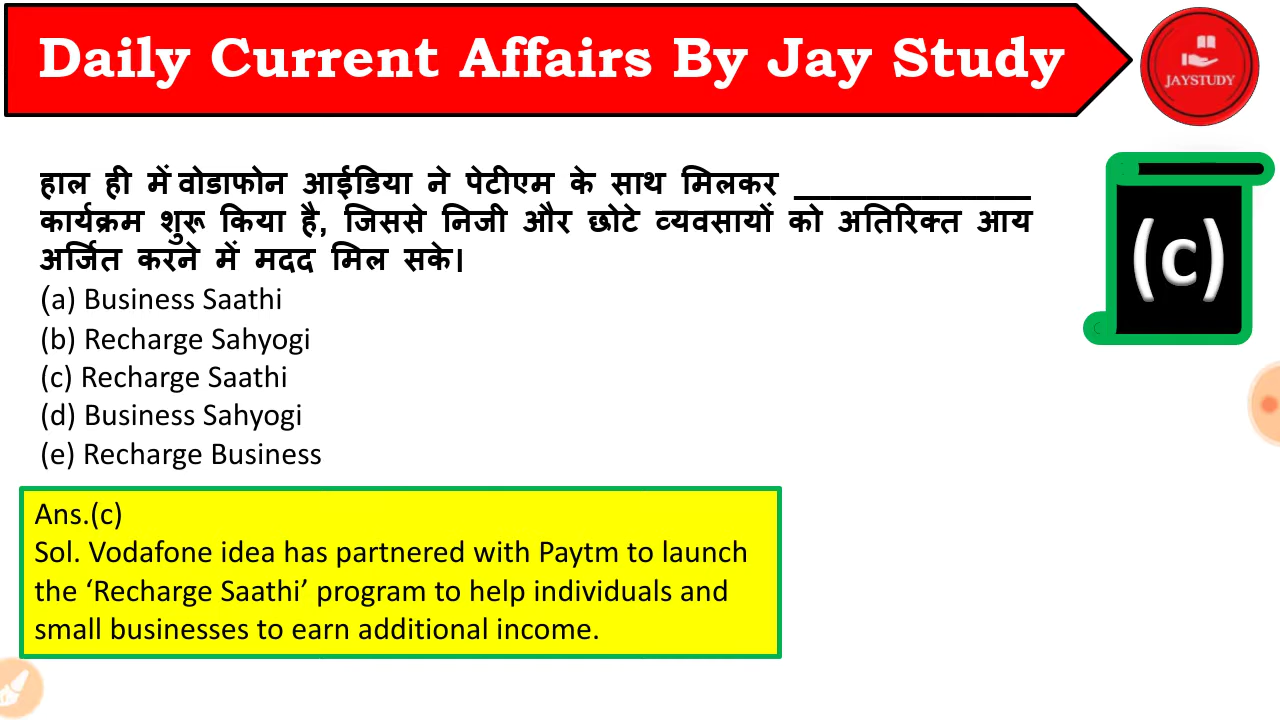 Daily Current Affairs By Jay Study
JAYSTUDY
हाल ही में वोडाफोन आईडिया ने पेटीएम के साथ मिलकर ________________
कार्यक्रम शुरू किया है, जिससे निजी और छोटे व्यवसायों को अतिरिक्त आय
अर्जित करने में मदद मिल सके।
(a) Business Saathi
(b) Recharge Sahyogi
(c) Recharge Saathi
(d) Business Sahyogi
(e) Recharge Business
(c)
Ans.(c)
Sol. Vodafone idea has partnered with Paytm to launch
the ‘Recharge Saathi’ program to help individuals and
small businesses to earn additional income.